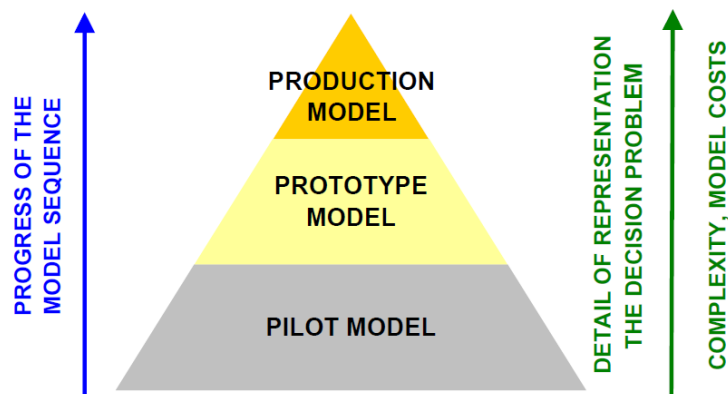 PROGRESS OF THE
MODEL SEQUENCE
PRODUCTION
MODEL
PROTOTYPE
MODEL
PILOT MODEL
DETAIL OF REPRESENTATION
THE DECISION PROBLEM
COMPLEXITY, MODEL COSTS